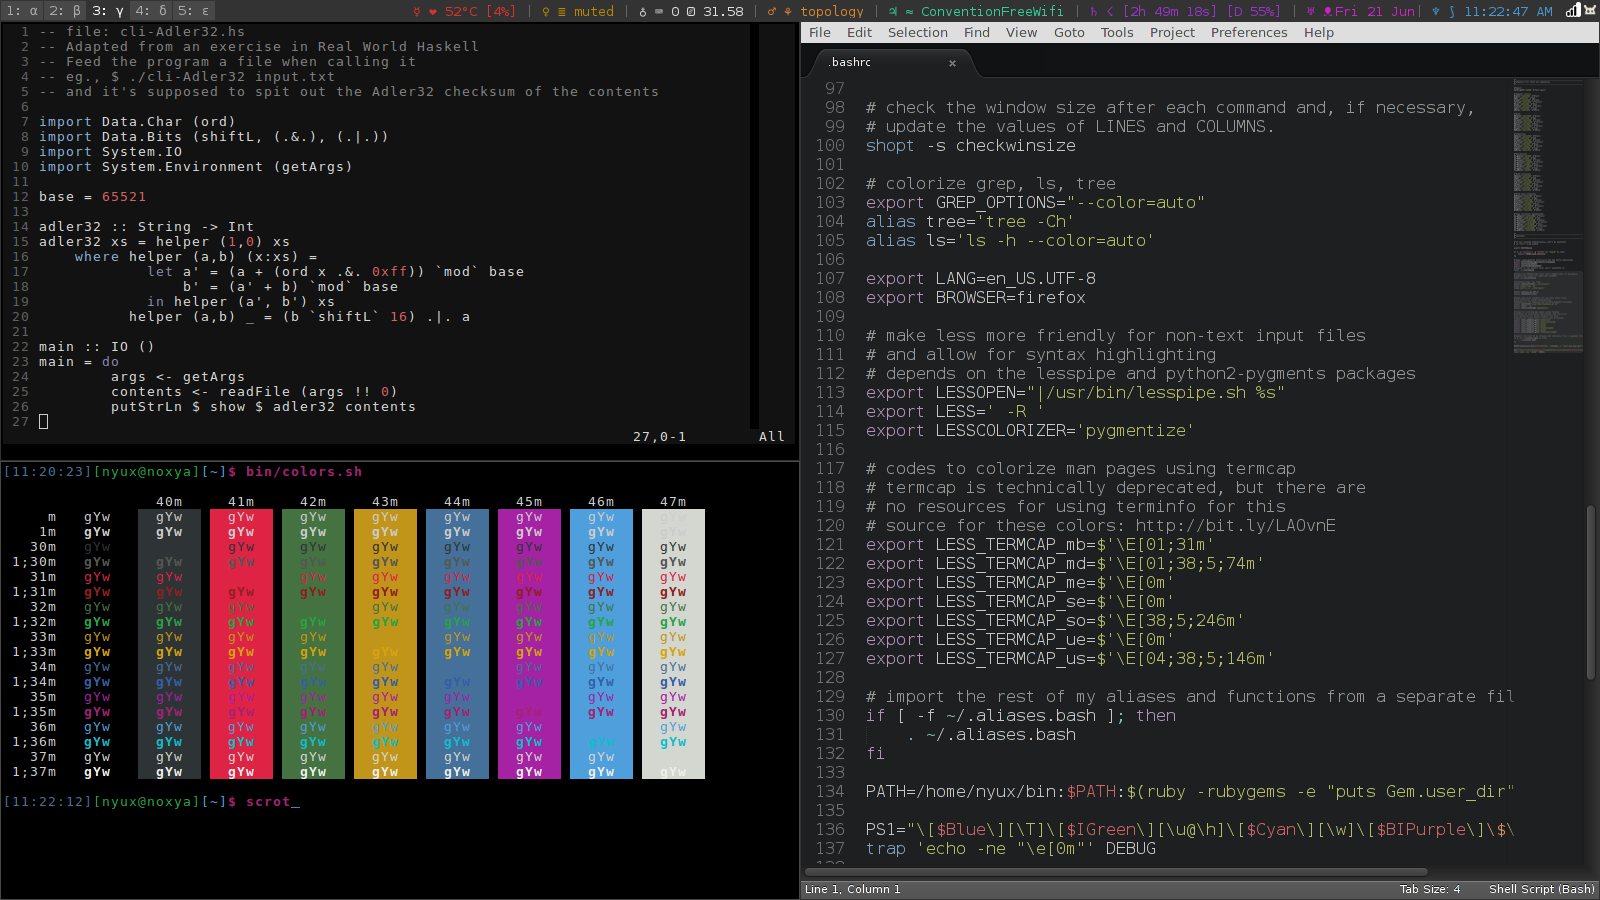 1: α 2: β 3: γ 4: δ 5: ε
52°C [4%] | muted | 0 31.58 | topology | ≈ ConventionFreeWifi | [2h 49m 18s] [D 55%] | Fri 21 Jun | 11:22:47 AM
1 -- file: cli-Adler32.hs
2 -- Adapted from an exercise in Real World Haskell
3 -- Feed the program a file when calling it
4 -- eg., $ ./cli-Adler32 input.txt
5 -- and it's supposed to spit out the Adler32 checksum of the contents
6
7 import Data.Char (ord)
8 import Data.Bits (shiftL, (.&.), (.|.))
9 import System.IO
10 import System.Environment (getArgs)
11
12 base = 65521
13
14 adler32 :: String -> Int
15 adler32 xs = helper (1,0) xs
16     where helper (a,b) (x:xs) =
17             let a' = (a + (ord x .&. 0xff)) `mod` base
18                 b' = (a' + b) `mod` base
19             in helper (a', b') xs
20           helper (a,b) _ = (b `shiftL` 16) .|. a
21
22 main :: IO ()
23 main = do
24         args <- getArgs
25         contents <- readFile (args !! 0)
26         putStrLn $ show $ adler32 contents
27
27,0-1 All
[11:20:23][nyux@noxya][~]$ bin/colors.sh
40m 41m 42m 43m 44m 45m 46m 47m
m gYw gYw gYw gYw gYw gYw gYw gYw gYw
1m gYw gYw gYw gYw gYw gYw gYw gYw gYw
30m gYw gYw gYw gYw gYw gYw gYw gYw
1;30m gYw gYw gYw gYw gYw gYw gYw gYw gYw
31m gYw gYw gYw gYw gYw gYw gYw gYw
1;31m gYw gYw gYw gYw gYw gYw gYw gYw gYw
32m gYw gYw gYw gYw gYw gYw gYw gYw
1;32m gYw gYw gYw gYw gYw gYw gYw gYw gYw
33m gYw gYw gYw gYw gYw gYw gYw gYw
1;33m gYw gYw gYw gYw gYw gYw gYw gYw gYw
34m gYw gYw gYw gYw gYw gYw gYw gYw
1;34m gYw gYw gYw gYw gYw gYw gYw gYw gYw
35m gYw gYw gYw gYw gYw gYw gYw gYw
1;35m gYw gYw gYw gYw gYw gYw gYw gYw gYw
36m gYw gYw gYw gYw gYw gYw gYw gYw
1;36m gYw gYw gYw gYw gYw gYw gYw gYw gYw
37m gYw gYw gYw gYw gYw gYw gYw gYw
1;37m gYw gYw gYw gYw gYw gYw gYw gYw gYw
[11:22:12][nyux@noxya][~]$ scrot_
File Edit Selection Find View Goto Tools Project Preferences Help
.bashrc ×
97
98 # check the window size after each command and, if necessary,
99 # update the values of LINES and COLUMNS.
100 shopt -s checkwinsize
101
102 # colorize grep, ls, tree
103 export GREP_OPTIONS="--color=auto"
104 alias tree='tree -Ch'
105 alias ls='ls -h --color=auto'
106
107 export LANG=en_US.UTF-8
108 export BROWSER=firefox
109
110 # make less more friendly for non-text input files
111 # and allow for syntax highlighting
112 # depends on the lesspipe and python2-pygments packages
113 export LESSOPEN="|/usr/bin/lesspipe.sh %s"
114 export LESS=' -R '
115 export LESSCOLORIZER='pygmentize'
116
117 # codes to colorize man pages using termcap
118 # termcap is technically deprecated, but there are
119 # no resources for using terminfo for this
120 # source for these colors: http://bit.ly/LAOvnE
121 export LESS_TERMCAP_mb=$'\E[01;31m'
122 export LESS_TERMCAP_md=$'\E[01;38;5;74m'
123 export LESS_TERMCAP_me=$'\E[0m'
124 export LESS_TERMCAP_se=$'\E[0m'
125 export LESS_TERMCAP_so=$'\E[38;5;246m'
126 export LESS_TERMCAP_ue=$'\E[0m'
127 export LESS_TERMCAP_us=$'\E[04;38;5;146m'
128
129 # import the rest of my aliases and functions from a separate fil
130 if [ -f ~/.aliases.bash ]; then
131     . ~/.aliases.bash
132 fi
133
134 PATH=/home/nyux/bin:$PATH:$(ruby -rubygems -e "puts Gem.user_dir"
135
136 PS1="\[$Blue\][\T]\[$IGreen\][\u@\h]\[$Cyan\][\w]\[$BIPurple\]\$\
137 trap 'echo -ne "\e[0m"' DEBUG
Line 1, Column 1 Tab Size: 4 Shell Script (Bash)